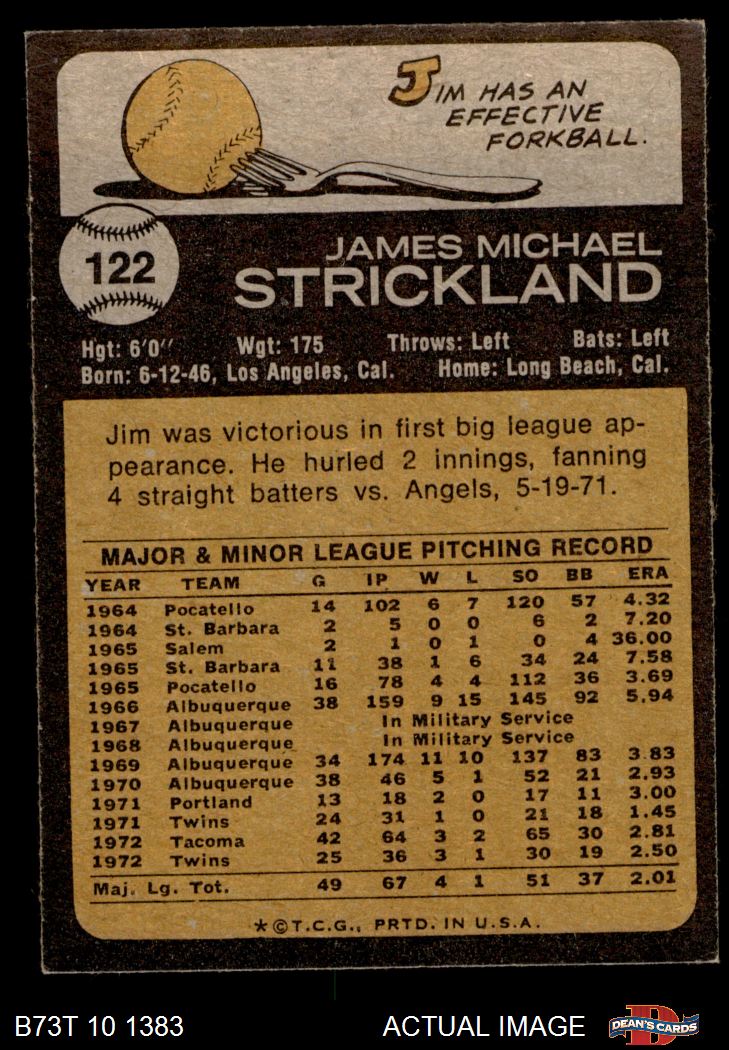 JIM HAS AN
EFFECTIVE
FORKBALL.
122
JAMES MICHAEL
STRICKLAND
Hgt: 6'0'' Wgt: 175 Throws: Left Bats: Left
Born: 6-12-46, Los Angeles, Cal. Home: Long Beach, Cal.
Jim was victorious in first big league ap-
pearance. He hurled 2 innings, fanning
4 straight batters vs. Angels, 5-19-71.
MAJOR & MINOR LEAGUE PITCHING RECORD
YEAR TEAM G IP W L SO BB ERA
1964 Pocatello 14 102 6 7 120 57 4.32
1964 St. Barbara 2 5 0 0 6 2 7.20
1965 Salem 2 1 0 1 0 4 36.00
1965 St. Barbara 11 38 1 6 34 24 7.58
1965 Pocatello 16 78 4 4 112 36 3.69
1966 Albuquerque 38 159 9 15 145 92 5.94
1967 Albuquerque In Military Service
1968 Albuquerque In Military Service
1969 Albuquerque 34 174 11 10 137 83 3.83
1970 Albuquerque 38 46 5 1 52 21 2.93
1971 Portland 13 18 2 0 17 11 3.00
1971 Twins 24 31 1 0 21 18 1.45
1972 Tacoma 42 64 3 2 65 30 2.81
1972 Twins 25 36 3 1 30 19 2.50
Maj. Lg. Tot. 49 67 4 1 51 37 2.01
*©T.C.G., PRTD. IN U.S.A.
B73T 10 1383 ACTUAL IMAGE DEAN'S CARDS